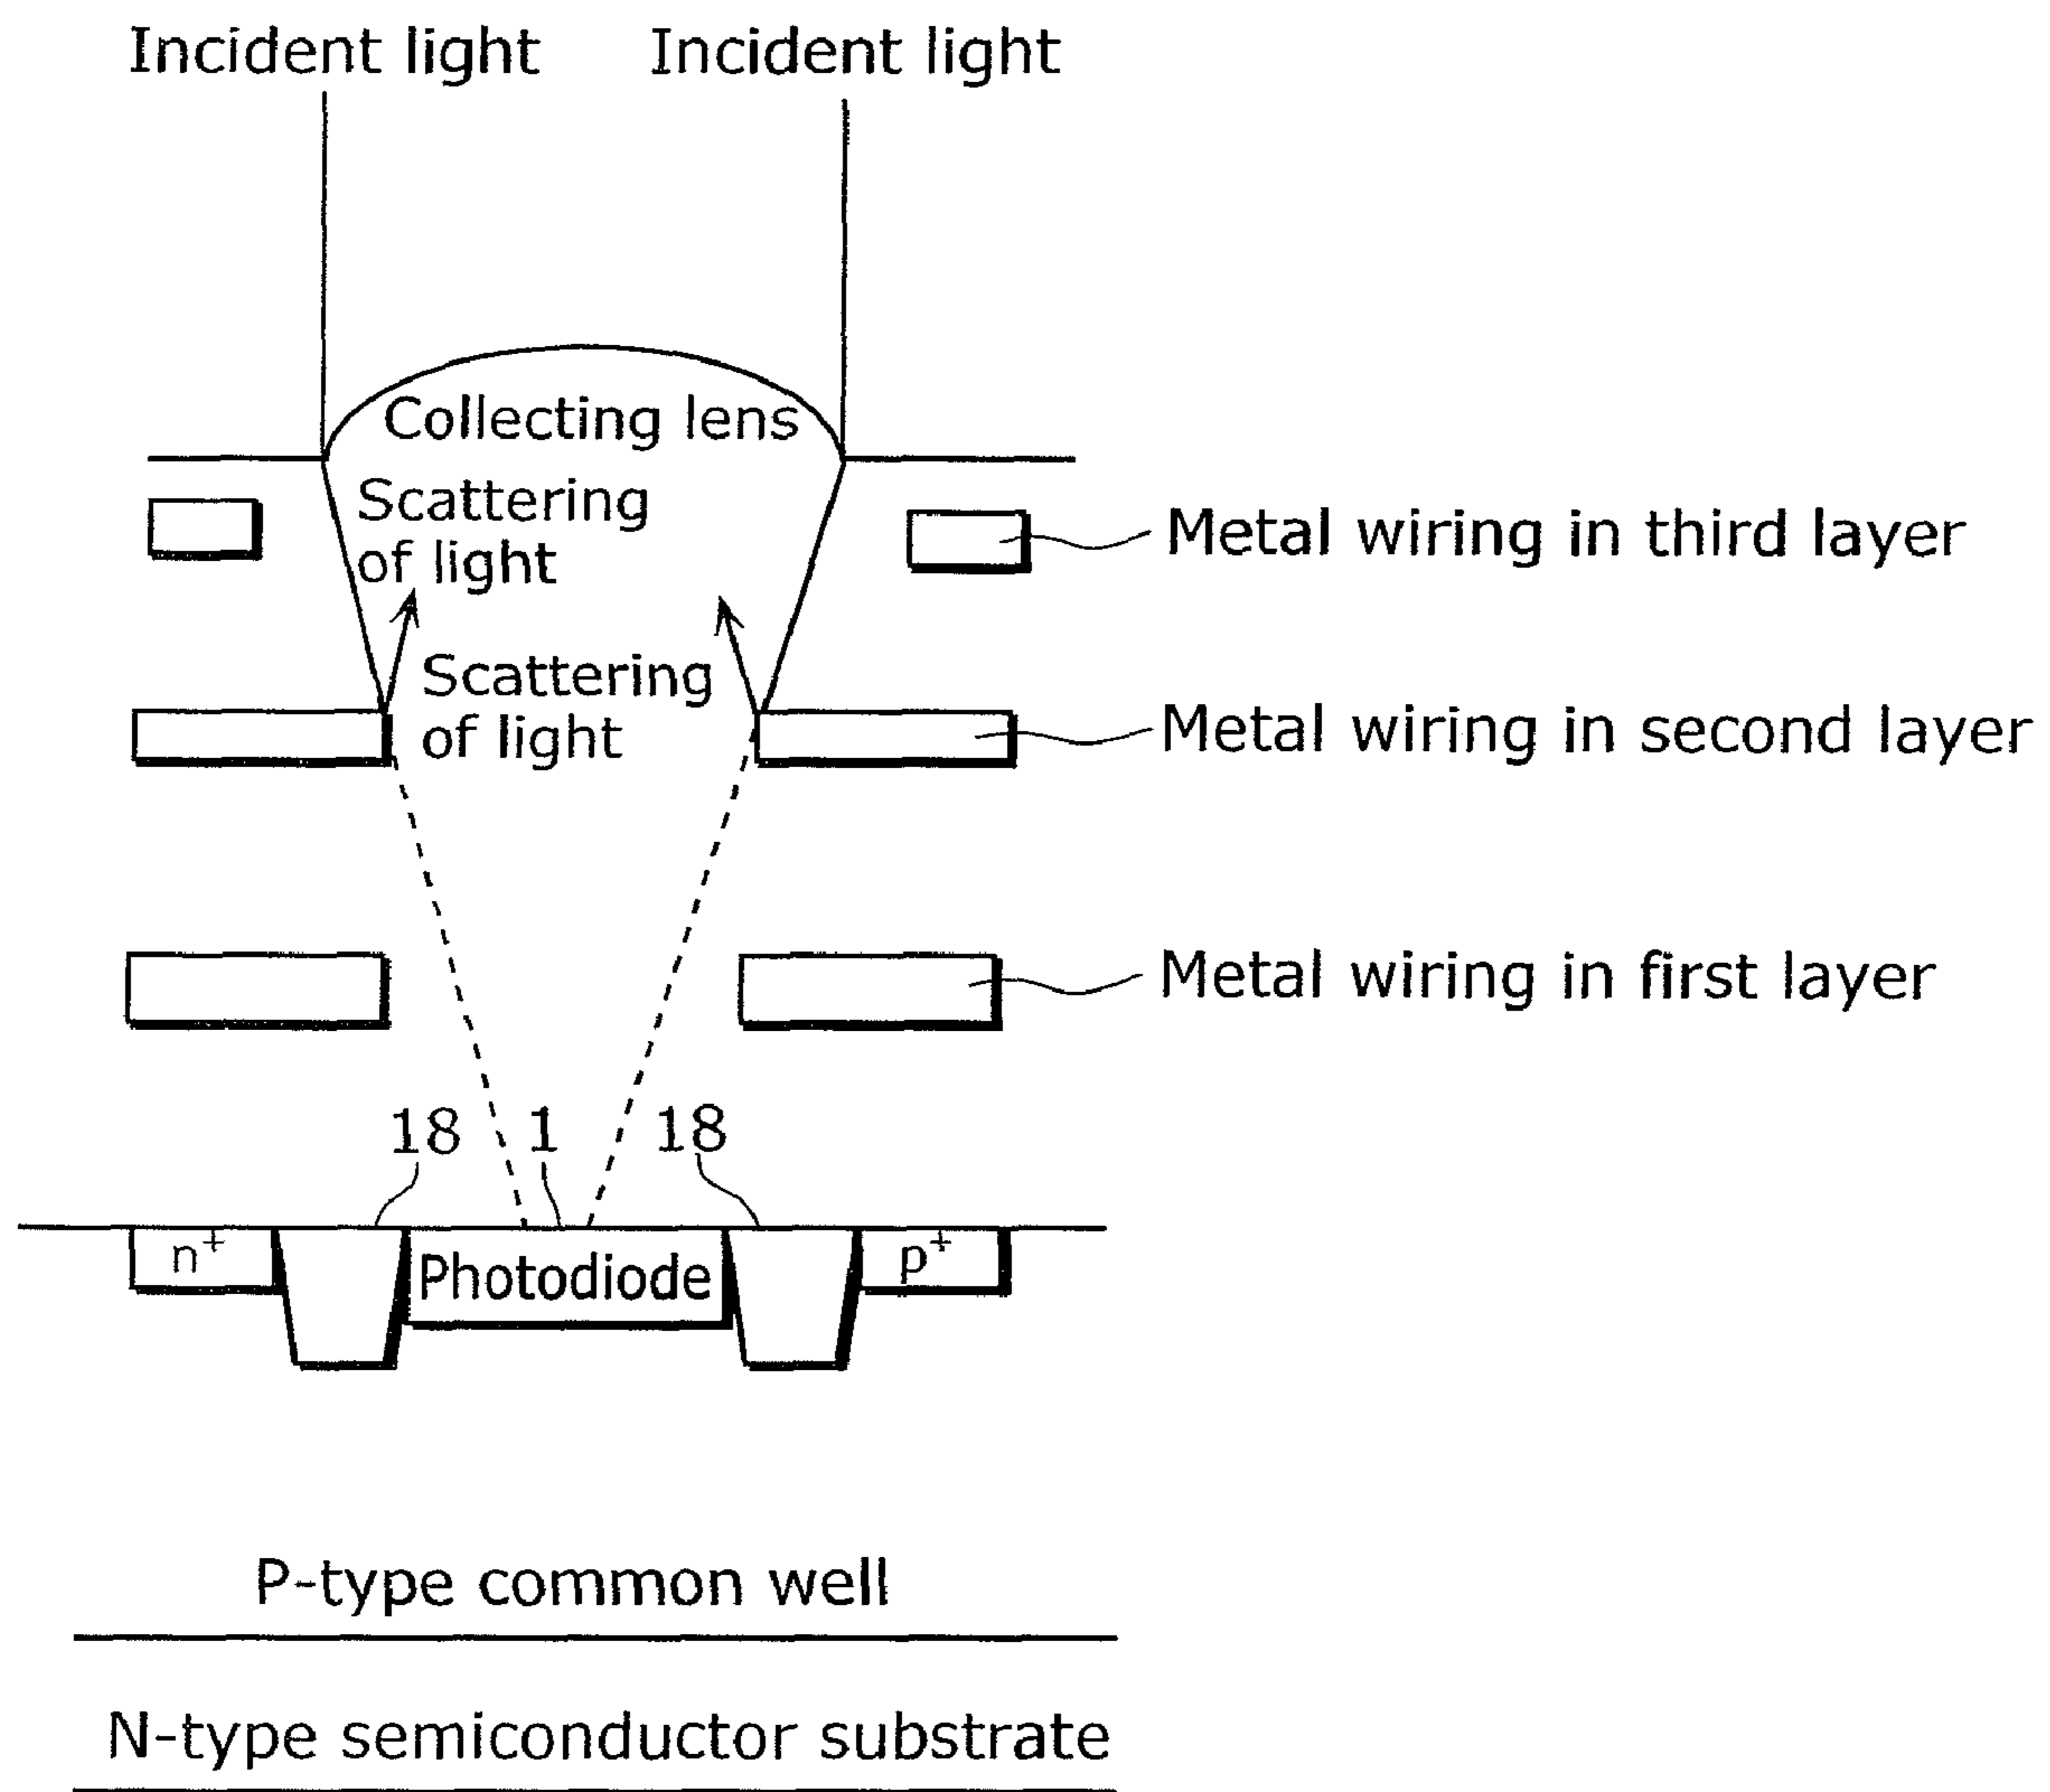 Incident light Incident light
Collecting lens
Scattering
of light
Metal wiring in third layer
Scattering
of light
Metal wiring in second layer
Metal wiring in first layer
18 1 18
n+ Photodiode p+
P-type common well
N-type semiconductor substrate